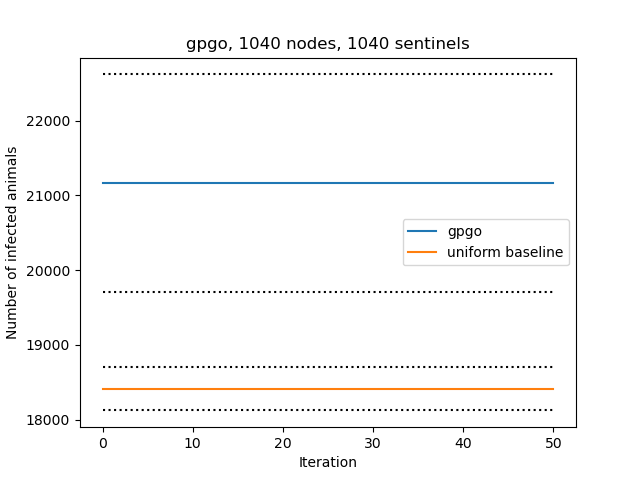 gpgo, 1040 nodes, 1040 sentinels
Number of infected animals
22000
21000
20000
19000
18000
gpgo
uniform baseline
0 10 20 30 40 50
Iteration